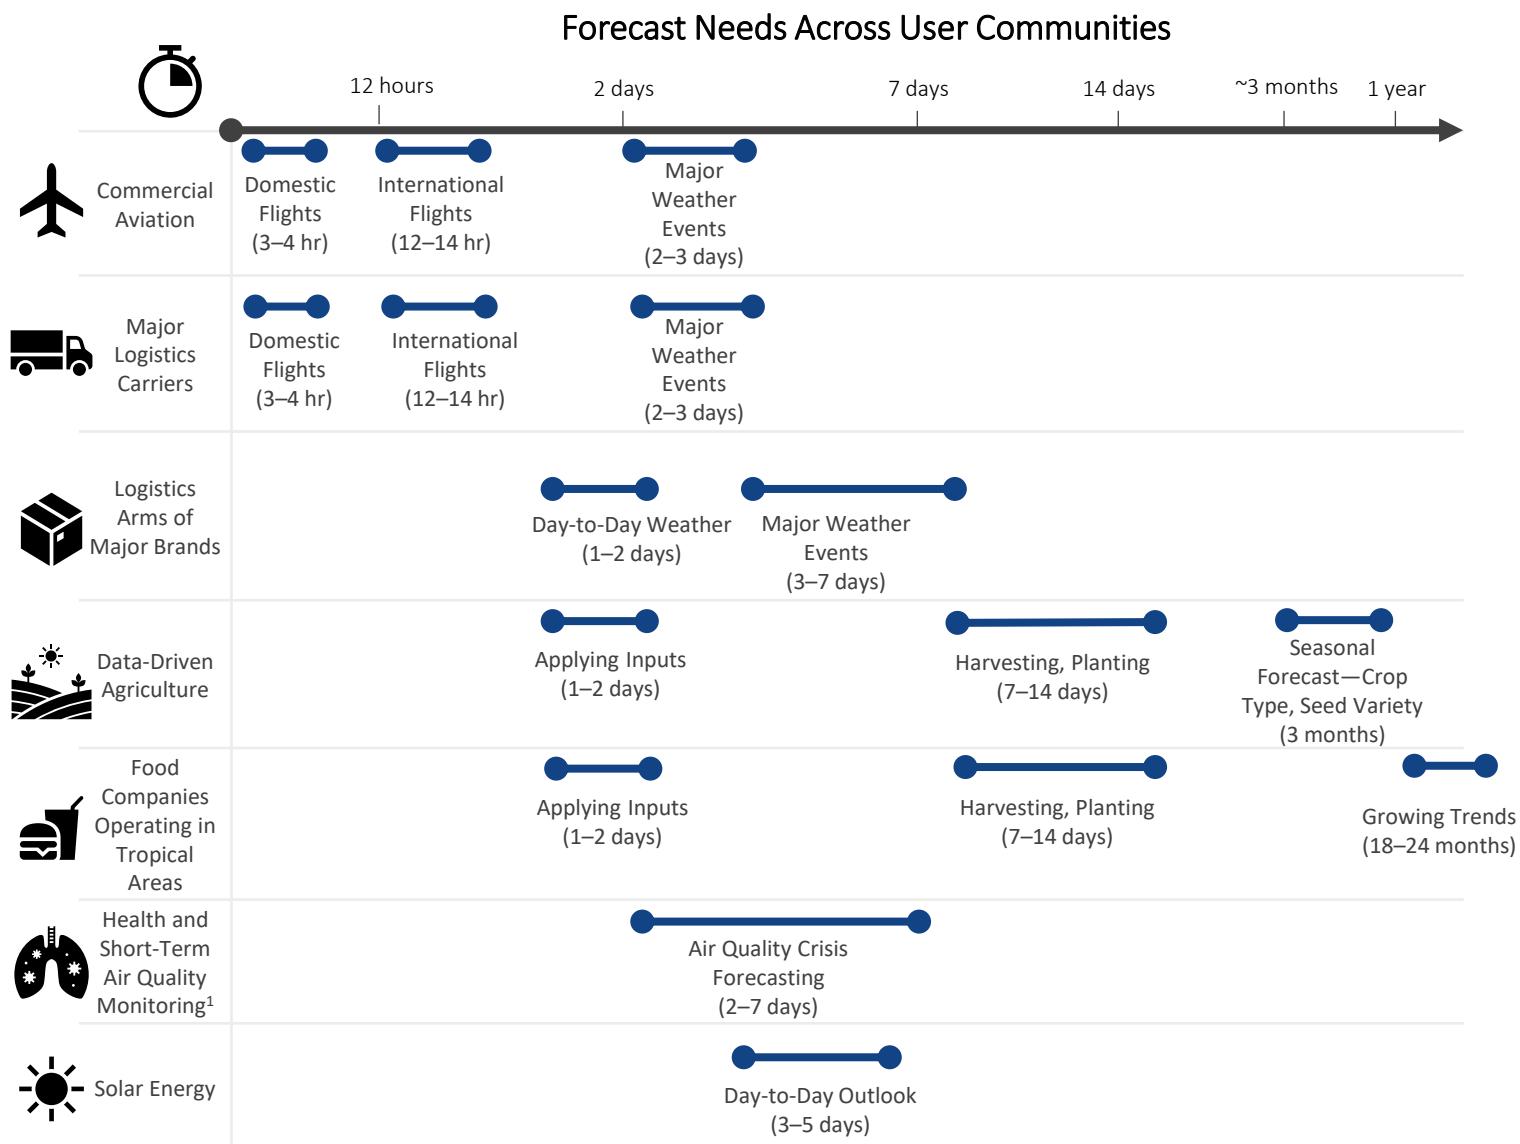 Forecast Needs Across User Communities
12 hours
2 days
7 days
14 days
~3 months
1 year
Commercial
Aviation
Domestic
Flights
(3–4 hr)
International
Flights
(12–14 hr)
Major
Weather
Events
(2–3 days)
Major
Logistics
Carriers
Domestic
Flights
(3–4 hr)
International
Flights
(12–14 hr)
Major
Weather
Events
(2–3 days)
Logistics
Arms of
Major Brands
Day-to-Day Weather
(1–2 days)
Major Weather
Events
(3–7 days)
Data-Driven
Agriculture
Applying Inputs
(1–2 days)
Harvesting, Planting
(7–14 days)
Seasonal
Forecast—Crop
Type, Seed Variety
(3 months)
Food
Companies
Operating in
Tropical
Areas
Applying Inputs
(1–2 days)
Harvesting, Planting
(7–14 days)
Growing Trends
(18–24 months)
Health and
Short-Term
Air Quality
Monitoring¹
Air Quality Crisis
Forecasting
(2–7 days)
Solar Energy
Day-to-Day Outlook
(3–5 days)